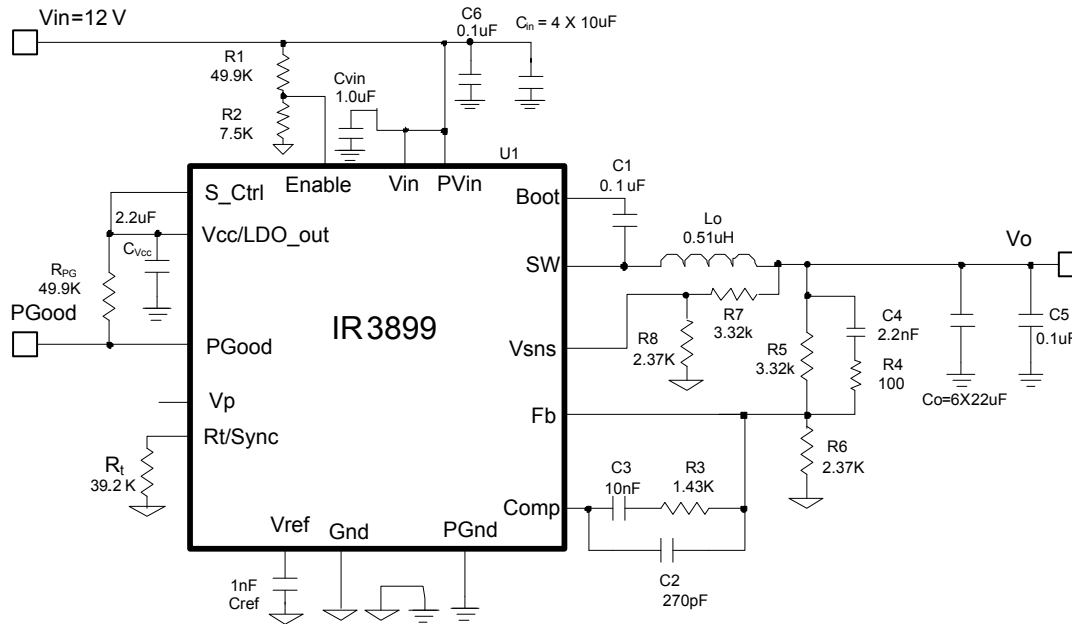 Vin=12 V
C6
0.1uF
Cin = 4 X 10uF
R1
49.9K
Cvin
1.0uF
R2
7.5K
U1
S_Ctrl
Enable
Vin
PVin
Boot
C1
0.1uF
2.2uF
Vcc/LDO_out
CVcc
Lo
0.51uH
Vo
SW
RPG
49.9K
PGood
IR3899
R7
3.32k
C4
2.2nF
C5
0.1uF
PGood
Vsns
R8
2.37K
R5
3.32k
R4
100
Co=6X22uF
Vp
Fb
Rt/Sync
R6
2.37K
Rt
39.2 K
C3
10nF
R3
1.43K
Comp
Vref
Gnd
PGnd
C2
270pF
1nF
Cref